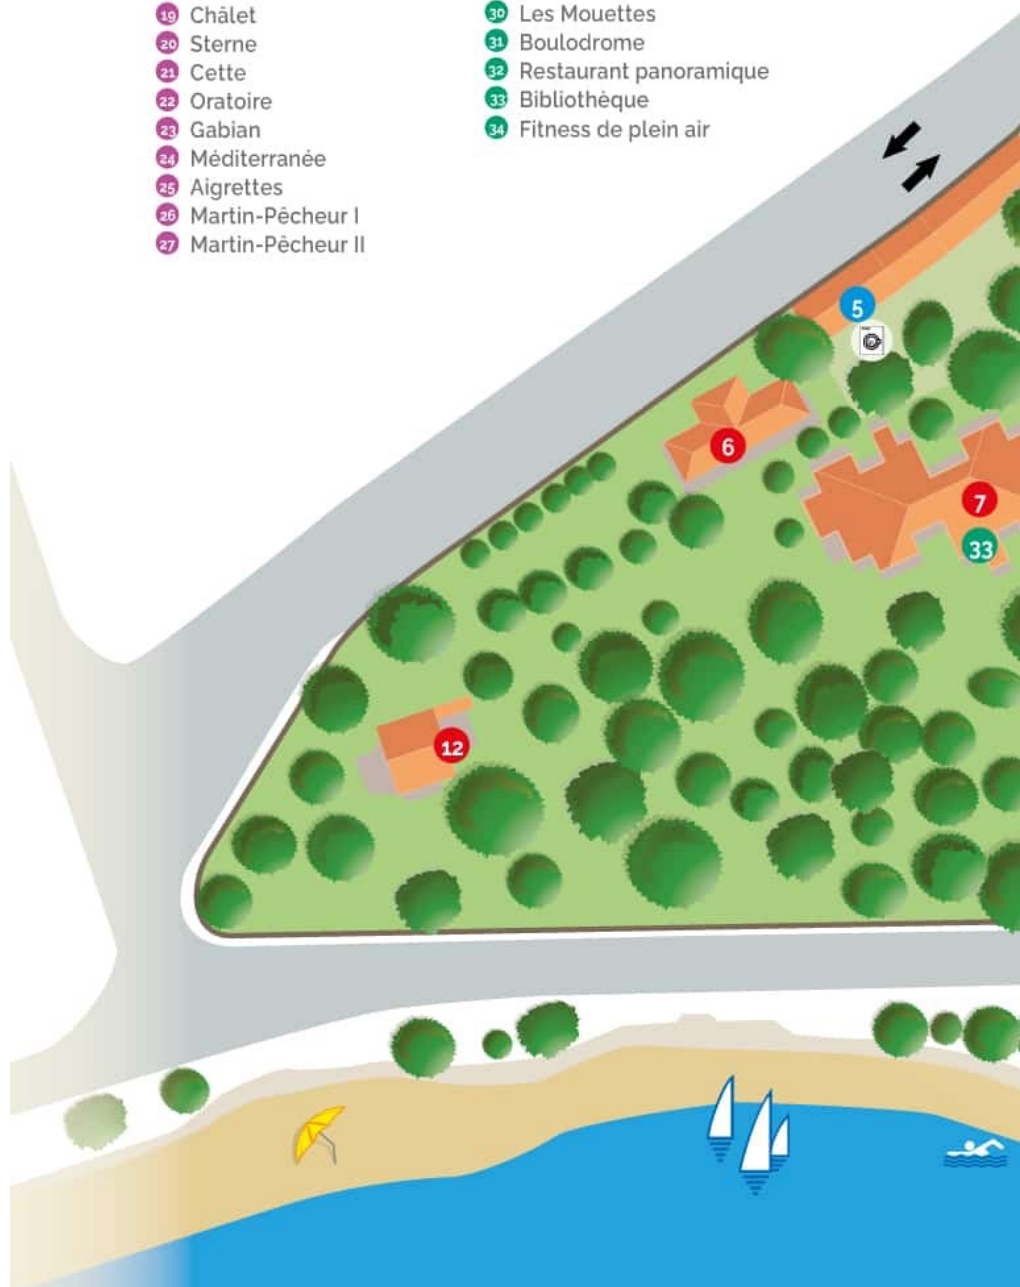 19 Châlet
20 Sterne
21 Cette
22 Oratoire
23 Gabian
24 Méditerranée
25 Aigrettes
26 Martin-Pêcheur I
27 Martin-Pêcheur II
30 Les Mouettes
31 Boulodrome
32 Restaurant panoramique
33 Bibliothèque
34 Fitness de plein air
5
6
7
33
12